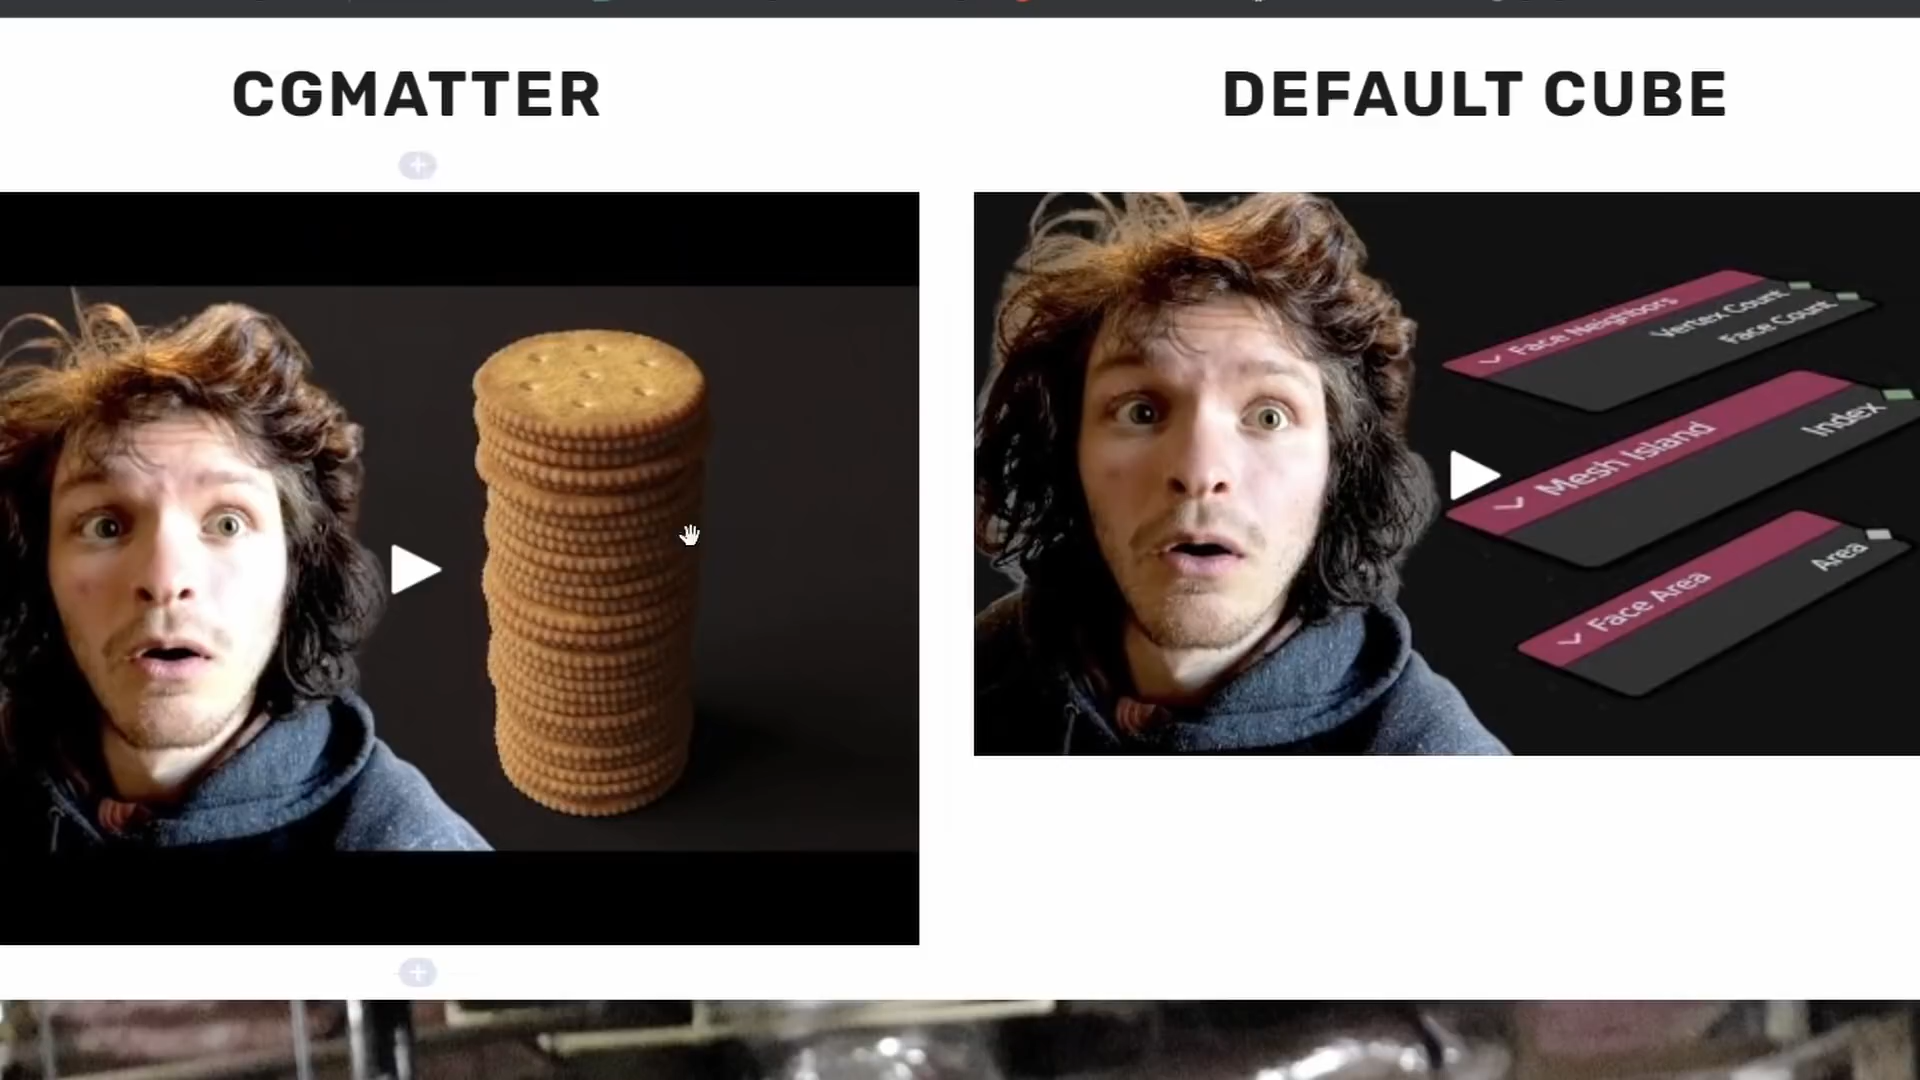 CGMATTER
DEFAULT CUBE
Face Neighbors
Vertex Count
Face Count
Mesh Island
Index
Face Area
Area